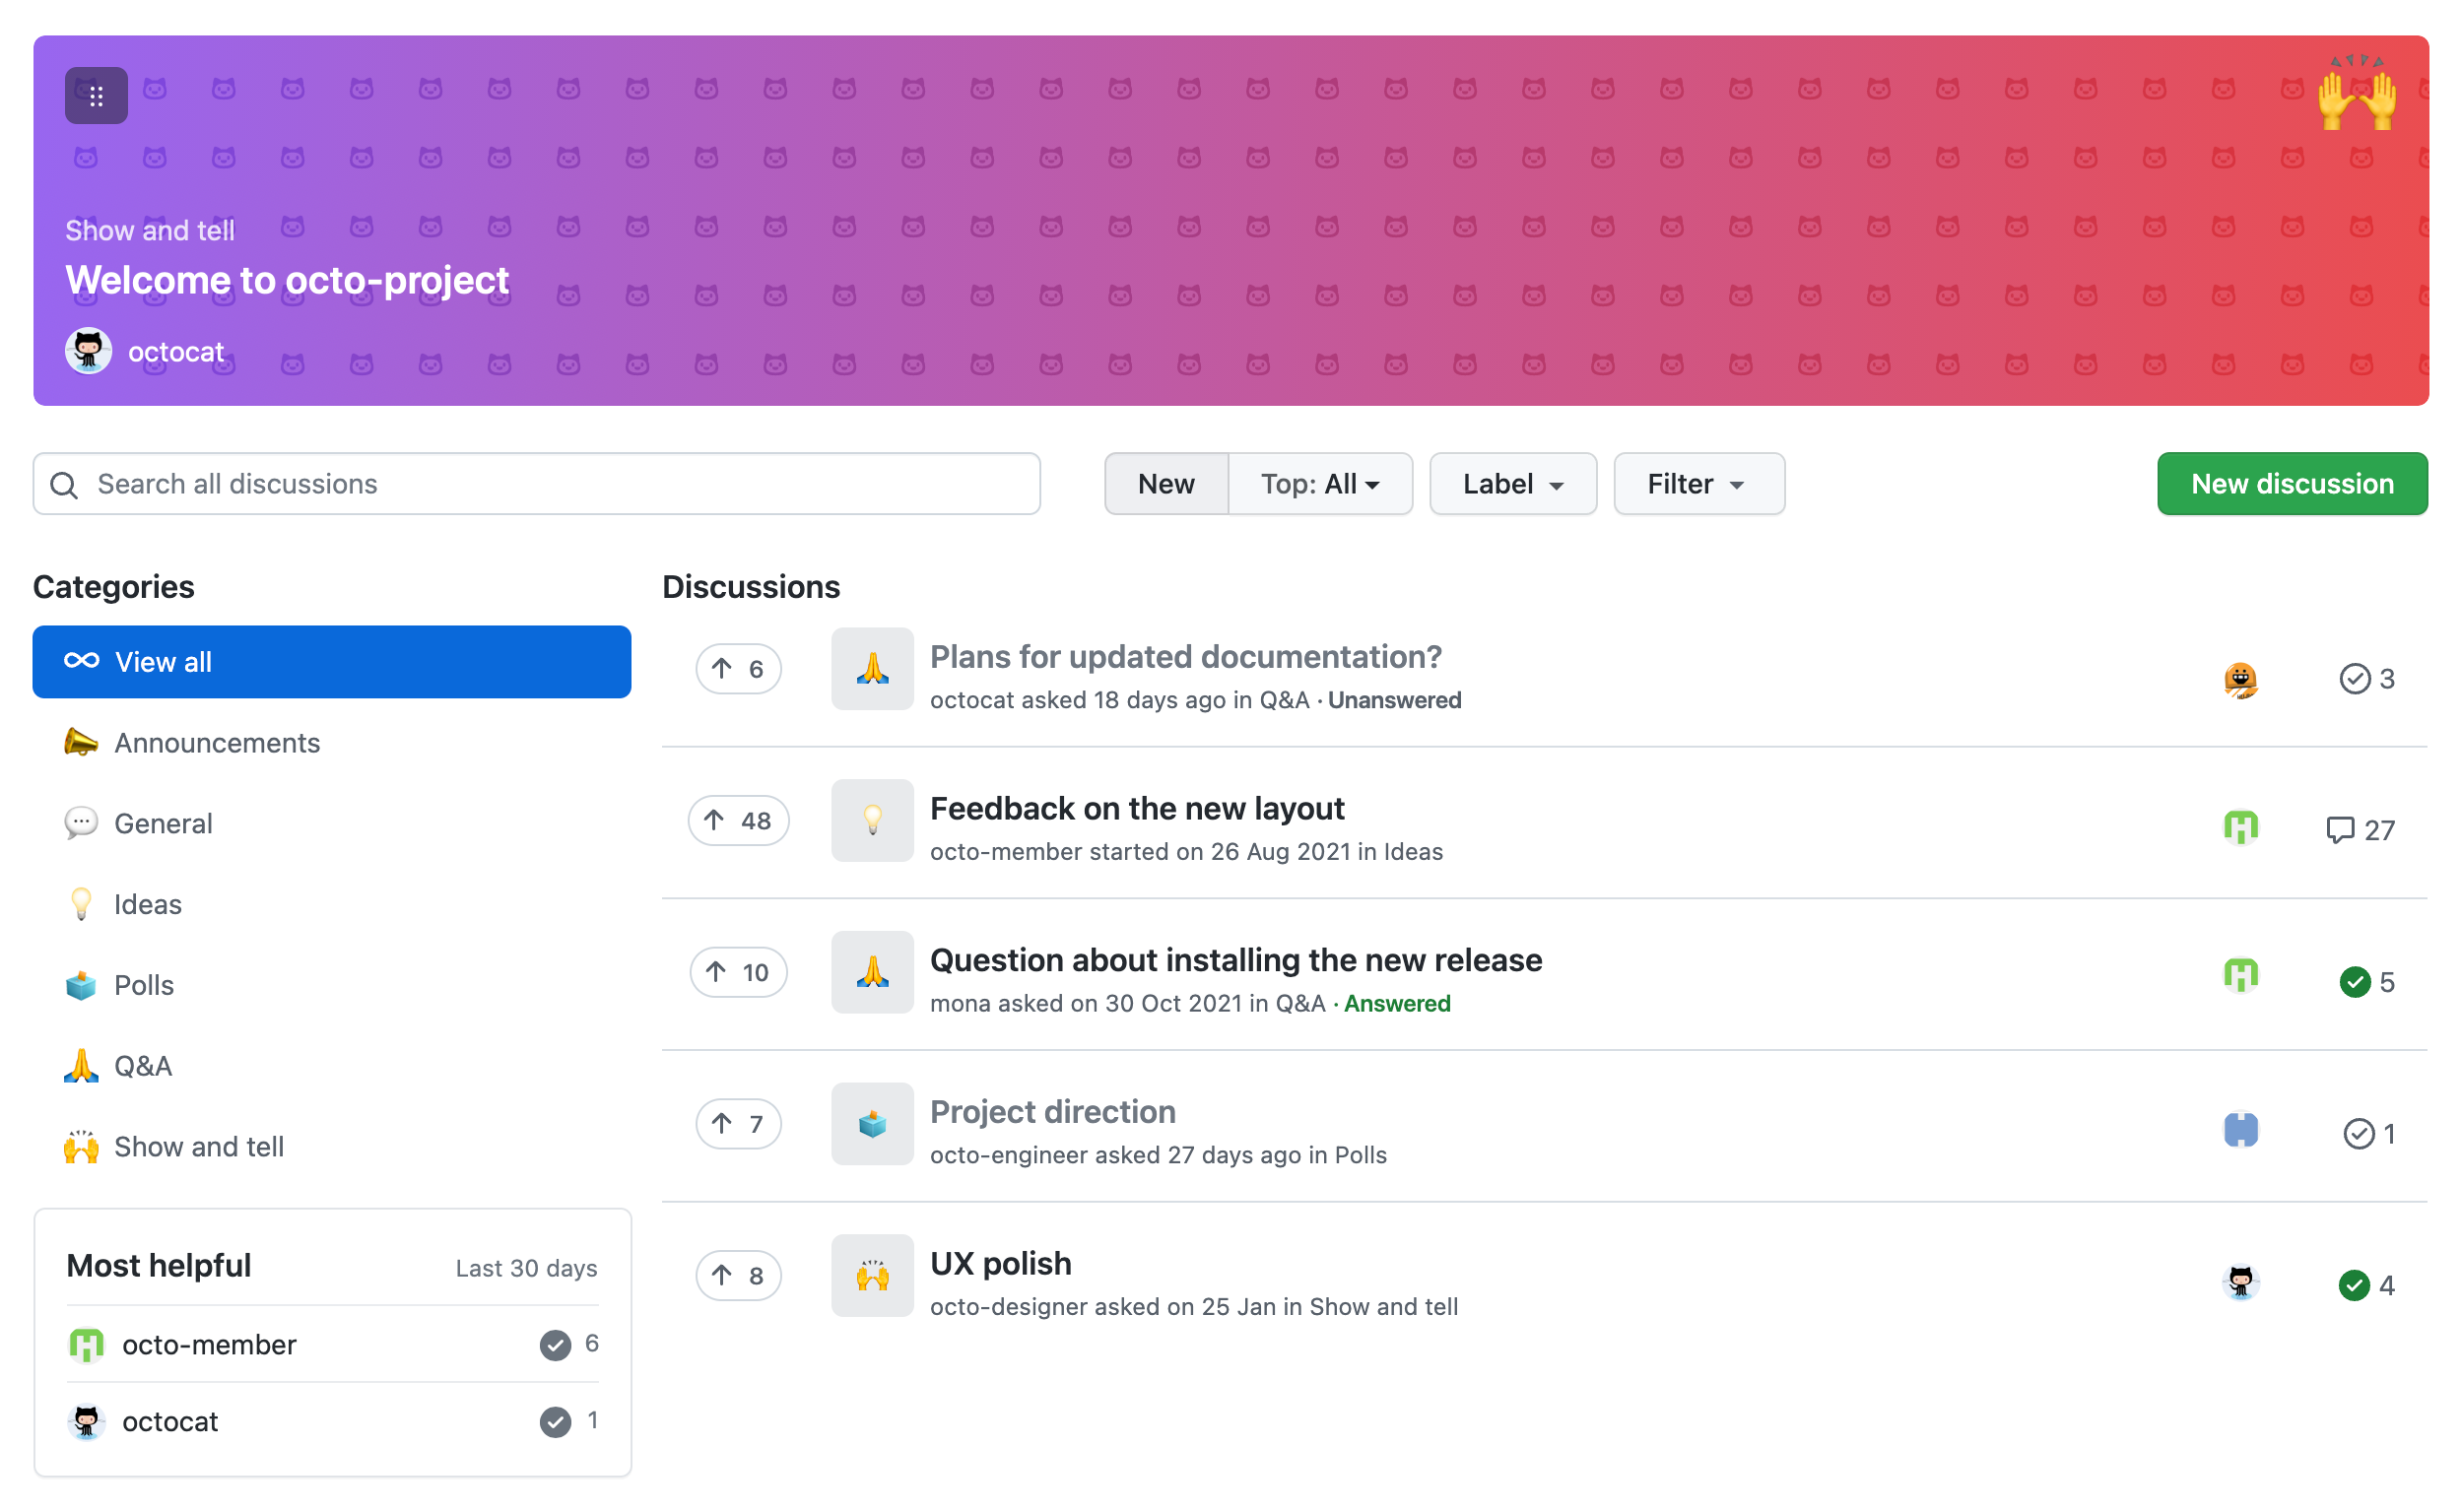 Show and tell
Welcome to octo-project
octocat
Search all discussions
New
Top: All
Label
Filter
New discussion
Categories
View all
Announcements
General
Ideas
Polls
Q&A
Show and tell
Most helpful
Last 30 days
octo-member
6
octocat
1
Discussions
6
Plans for updated documentation?
octocat asked 18 days ago in Q&A · Unanswered
3
48
Feedback on the new layout
octo-member started on 26 Aug 2021 in Ideas
27
10
Question about installing the new release
mona asked on 30 Oct 2021 in Q&A · Answered
5
7
Project direction
octo-engineer asked 27 days ago in Polls
1
8
UX polish
octo-designer asked on 25 Jan in Show and tell
4